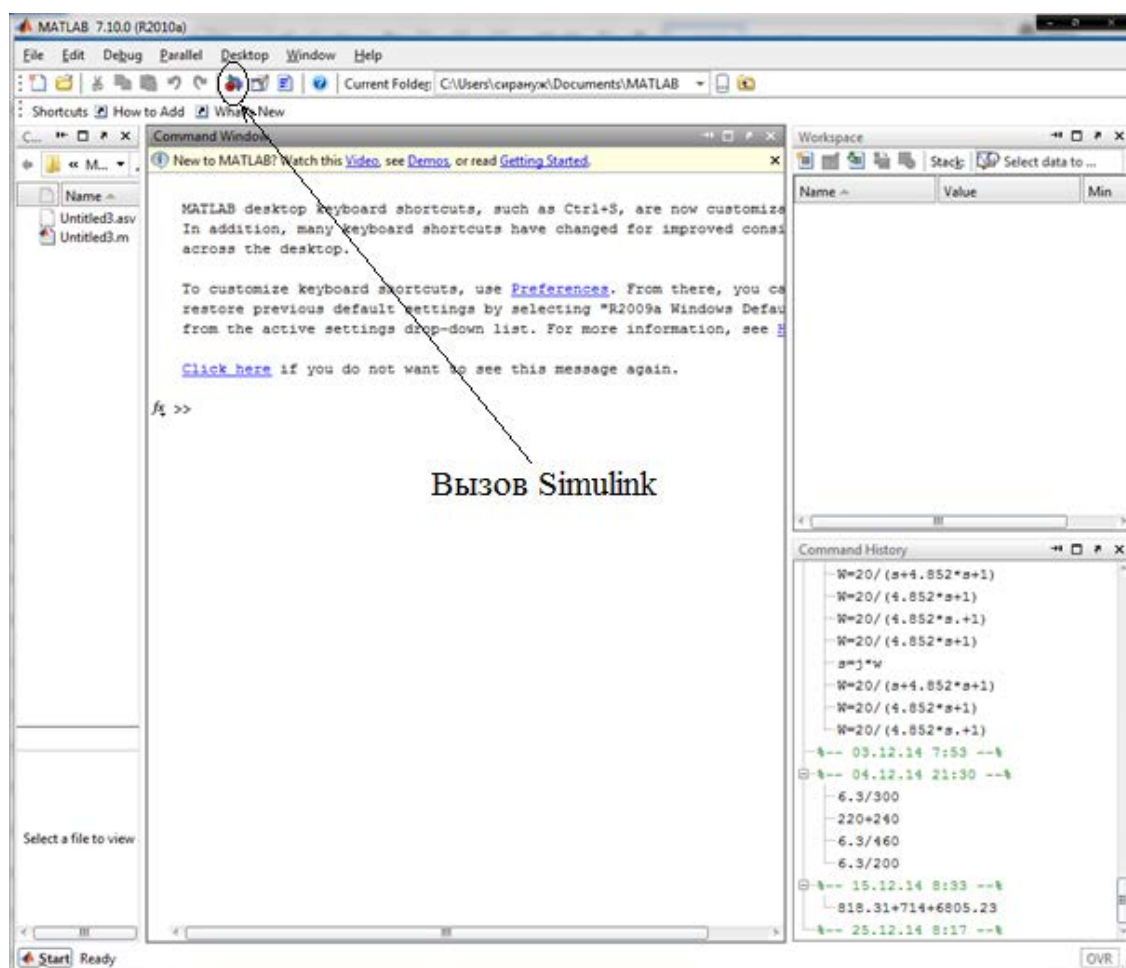 MATLAB 7.10.0 (R2010a)
File Edit Debug Parallel Desktop Window Help
Current Folder: C:\Users\сирануж\Documents\MATLAB
Shortcuts How to Add What's New
C...
« M...
Name
Untitled3.asv
Untitled3.m
Select a file to view
Command Window
New to MATLAB? Watch this Video, see Demos, or read Getting Started.
MATLAB desktop keyboard shortcuts, such as Ctrl+S, are now customiza
In addition, many keyboard shortcuts have changed for improved consi
across the desktop.
To customize keyboard shortcuts, use Preferences. From there, you ca
restore previous default settings by selecting "R2009a Windows Defau
from the active settings drop-down list. For more information, see H
Click here if you do not want to see this message again.
fx >>
Вызов Simulink
Workspace
Stack: Select data to ...
Name Value Min
Command History
W=20/(s+4.852*s+1)
W=20/(4.852*s+1)
W=20/(4.852*s.+1)
W=20/(4.852*s+1)
s=j*w
W=20/(s+4.852*s+1)
W=20/(4.852*s+1)
W=20/(4.852*s.+1)
%-- 03.12.14 7:53 --%
%-- 04.12.14 21:30 --%
6.3/300
220+240
6.3/460
6.3/200
%-- 15.12.14 8:33 --%
818.31+714+6805.23
%-- 25.12.14 8:17 --%
Start Ready
OVR